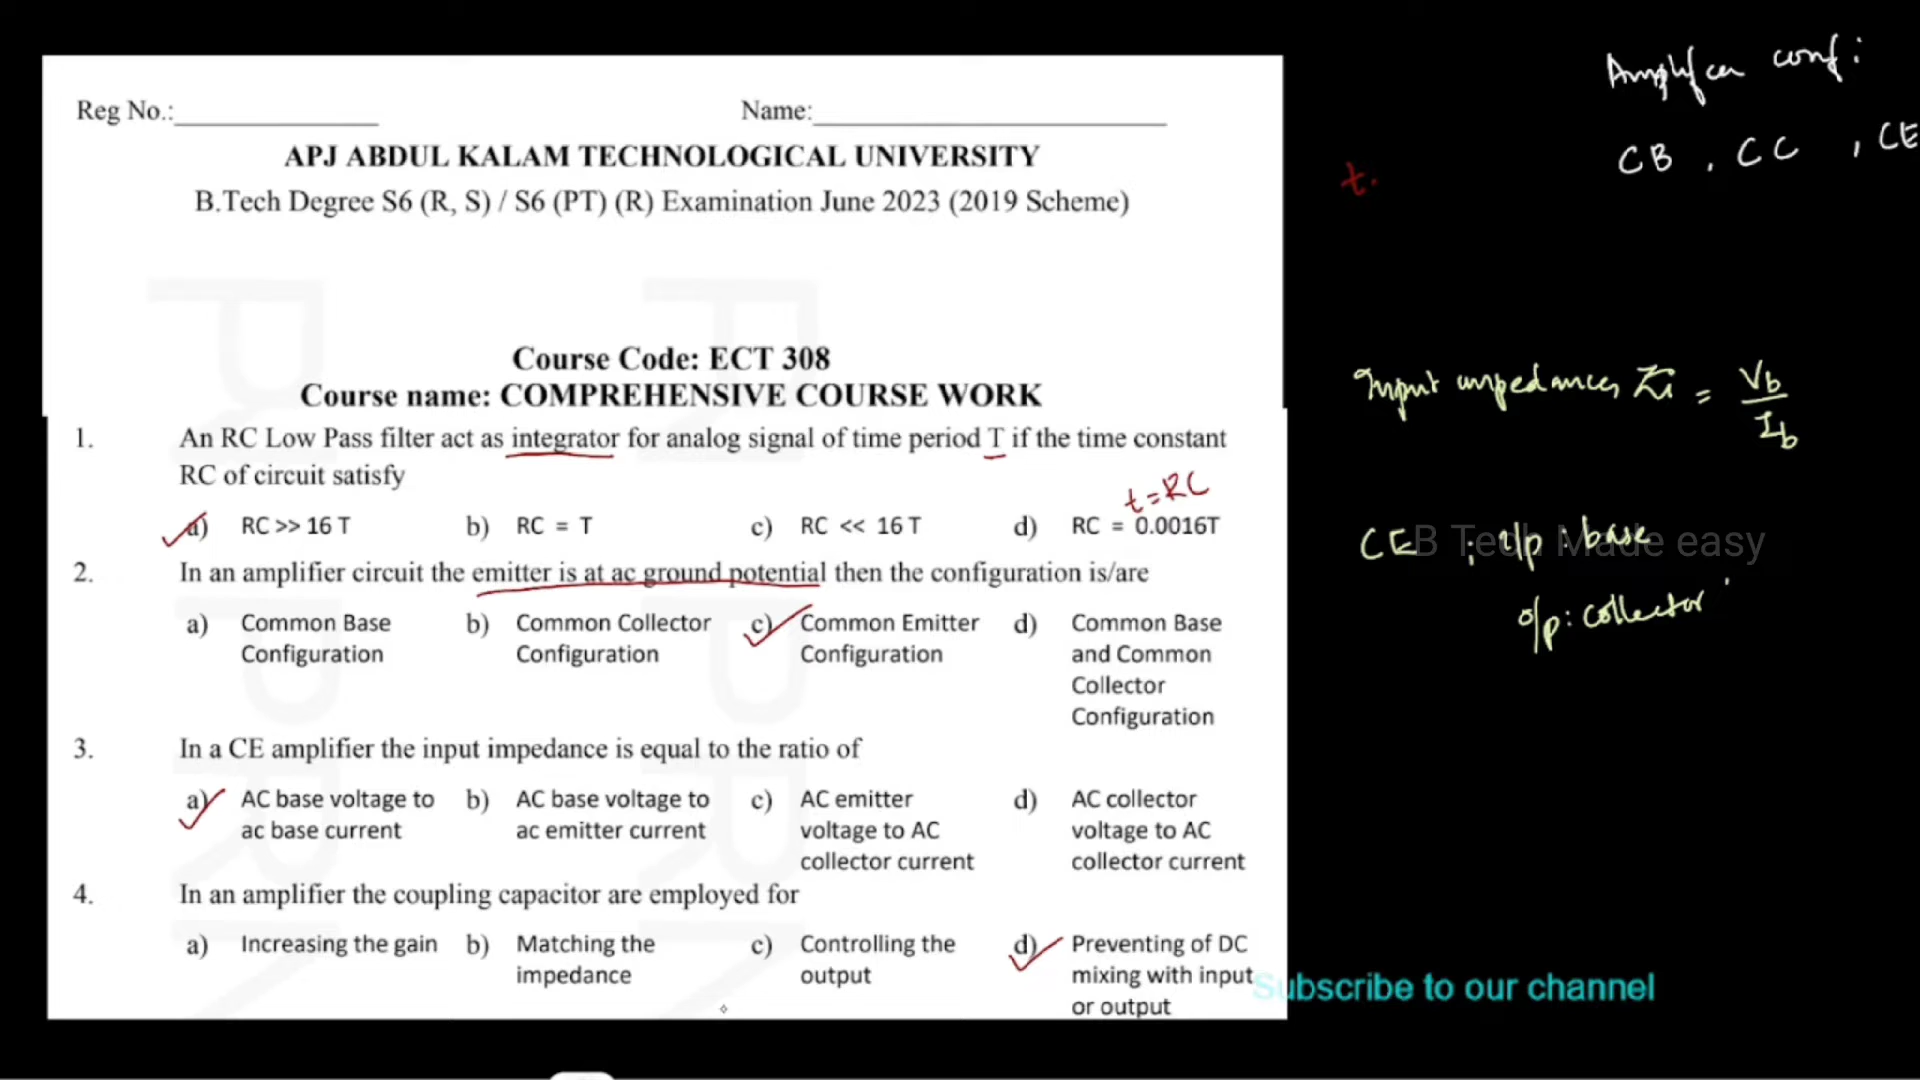 Reg No.:_______________ Name:__________________________
APJ ABDUL KALAM TECHNOLOGICAL UNIVERSITY
B.Tech Degree S6 (R, S) / S6 (PT) (R) Examination June 2023 (2019 Scheme)
Course Code: ECT 308
Course name: COMPREHENSIVE COURSE WORK
1. An RC Low Pass filter act as integrator for analog signal of time period T if the time constant
RC of circuit satisfy
t=RC
a) RC >> 16 T b) RC = T c) RC << 16 T d) RC = 0.0016T
2. In an amplifier circuit the emitter is at ac ground potential then the configuration is/are
a) Common Base Configuration
b) Common Collector Configuration
c) Common Emitter Configuration
d) Common Base and Common Collector Configuration
3. In a CE amplifier the input impedance is equal to the ratio of
a) AC base voltage to ac base current
b) AC base voltage to ac emitter current
c) AC emitter voltage to AC collector current
d) AC collector voltage to AC collector current
4. In an amplifier the coupling capacitor are employed for
a) Increasing the gain
b) Matching the impedance
c) Controlling the output
d) Preventing of DC mixing with input or output
conf:
CB , CC , CE
t.
Input impedance, Zi = Vb
Ib
CE : i/p : base
o/p : collector
B Tech Made easy
Subscribe to our channel